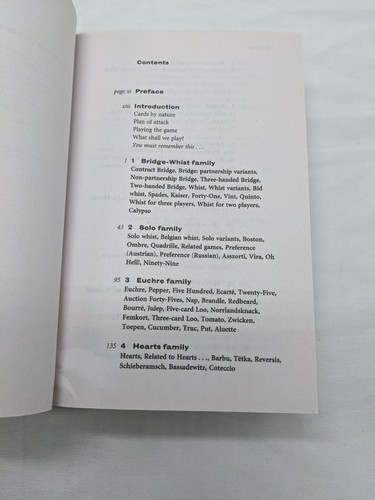 Contents
page xi Preface
xiii Introduction
Cards by nature
Plan of attack
Playing the game
What shall we play?
You must remember this . . .
1 1 Bridge-Whist family
Contract Bridge, Bridge: partnership variants,
Non-partnership Bridge, Three-handed Bridge,
Two-handed Bridge, Whist, Whist variants, Bid
whist, Spades, Kaiser, Forty-One, Vint, Quinto,
Whist for three players, Whist for two players,
Calypso
43 2 Solo family
Solo whist, Belgian whist, Solo variants, Boston,
Ombre, Quadrille, Related games, Preference
(Austrian), Preference (Russian), Asszorti, Vira, Oh
Hell!, Ninety-Nine
95 3 Euchre family
Euchre, Pepper, Five Hundred, Ecarté, Twenty-Five,
Auction Forty-Fives, Nap, Brandle, Redbeard,
Bourré, Julep, Five-card Loo, Norrlandsknack,
Femkort, Three-card Loo, Tomato, Zwicken,
Toepen, Cucumber, Truc, Put, Aluette
135 4 Hearts family
Hearts, Related to Hearts . . ., Barbu, Tëtka, Reversis,
Schieberamsch, Bassadewitz, Coteccio